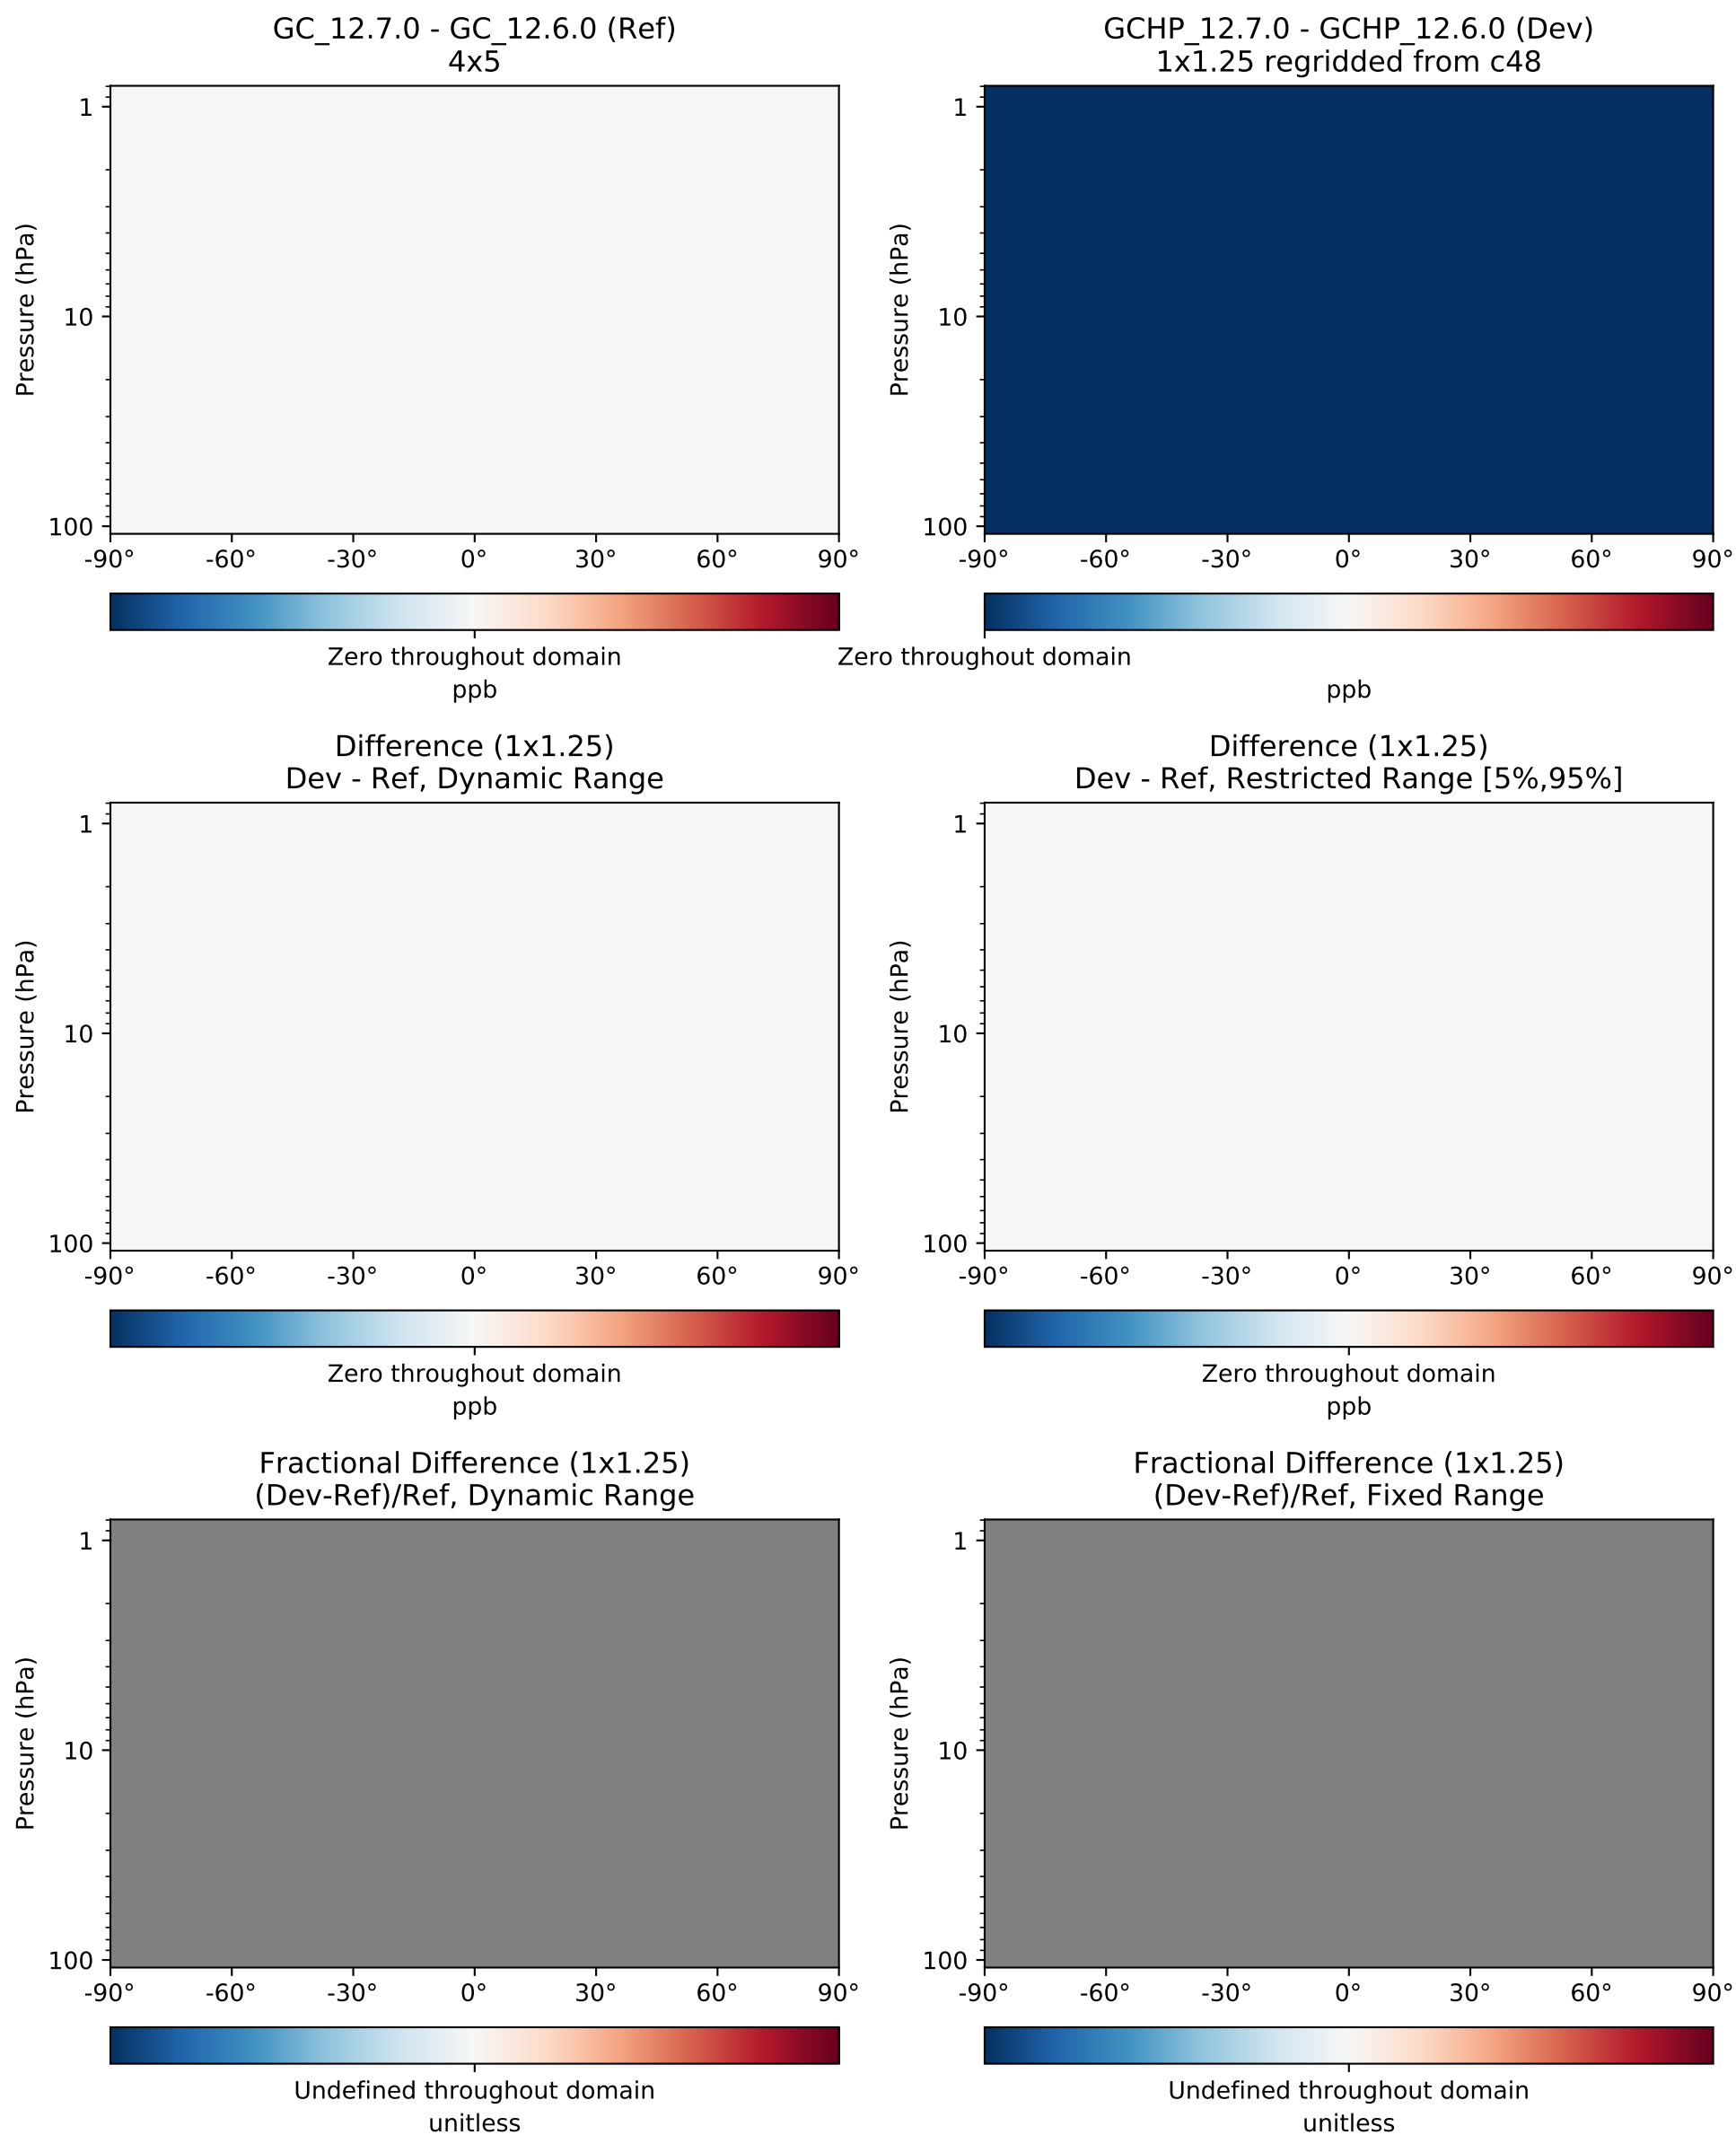 GC_12.7.0 - GC_12.6.0 (Ref)
4x5
Pressure (hPa)
1
10
100
-90° -60° -30° 0° 30° 60° 90°
Zero throughout domain
ppb
GCHP_12.7.0 - GCHP_12.6.0 (Dev)
1x1.25 regridded from c48
Pressure (hPa)
1
10
100
-90° -60° -30° 0° 30° 60° 90°
Zero throughout domain
ppb
Difference (1x1.25)
Dev - Ref, Dynamic Range
Pressure (hPa)
1
10
100
-90° -60° -30° 0° 30° 60° 90°
Zero throughout domain
ppb
Difference (1x1.25)
Dev - Ref, Restricted Range [5%,95%]
Pressure (hPa)
1
10
100
-90° -60° -30° 0° 30° 60° 90°
Zero throughout domain
ppb
Fractional Difference (1x1.25)
(Dev-Ref)/Ref, Dynamic Range
Pressure (hPa)
1
10
100
-90° -60° -30° 0° 30° 60° 90°
Undefined throughout domain
unitless
Fractional Difference (1x1.25)
(Dev-Ref)/Ref, Fixed Range
Pressure (hPa)
1
10
100
-90° -60° -30° 0° 30° 60° 90°
Undefined throughout domain
unitless